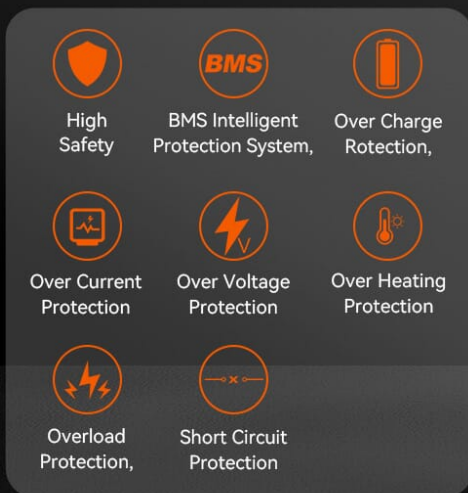 BMS
High
Safety
BMS Intelligent
Protection System,
Over Charge
Rotection,
V
Over Current
Protection
Over Voltage
Protection
Over Heating
Protection
Overload
Protection,
Short Circuit
Protection